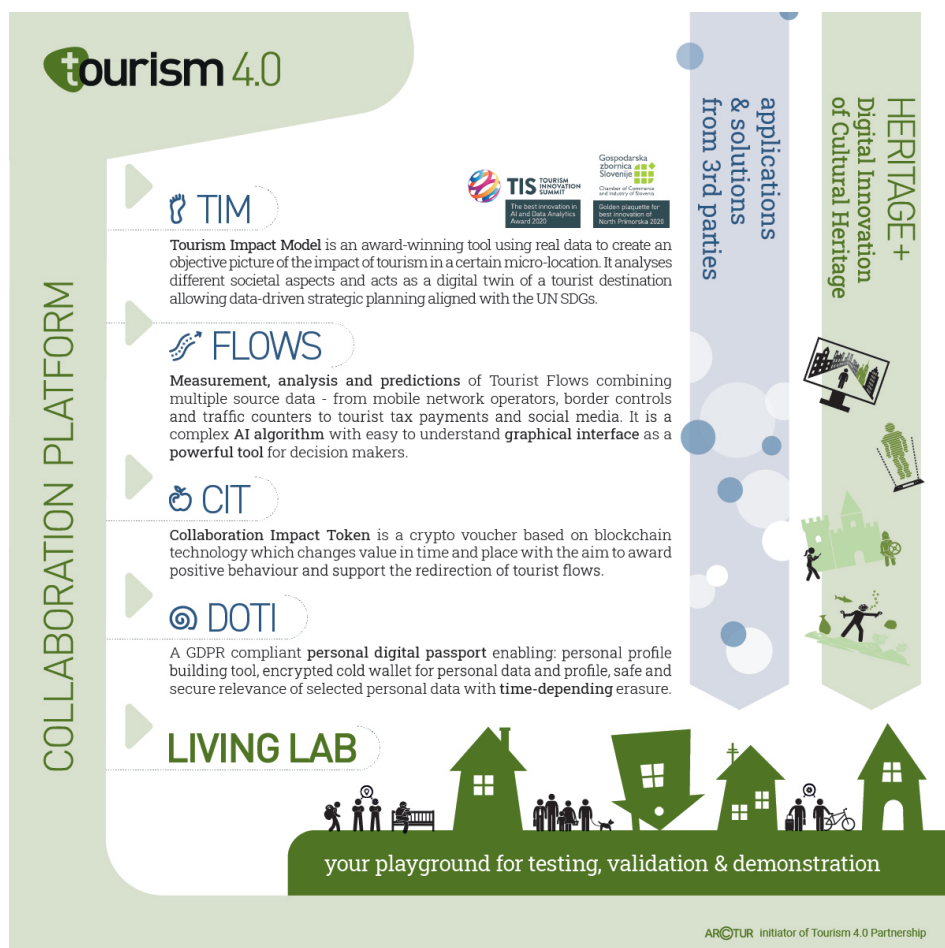 tourism 4.0
COLLABORATION PLATFORM
applications
& solutions
from 3rd parties
HERITAGE+
Digital Innovation
of Cultural Heritage
TIM
TIS TOURISM
INNOVATION
SUMMIT
The best innovation in
AI and Data Analytics
Award 2020
Gospodarska
zbornica
Slovenije
Chamber of Commerce
and Industry of Slovenia
Golden plaquette for
best innovation of
North Primorska 2020
Tourism Impact Model is an award-winning tool using real data to create an
objective picture of the impact of tourism in a certain micro-location. It analyses
different societal aspects and acts as a digital twin of a tourist destination
allowing data-driven strategic planning aligned with the UN SDGs.
FLOWS
Measurement, analysis and predictions of Tourist Flows combining
multiple source data - from mobile network operators, border controls
and traffic counters to tourist tax payments and social media. It is a
complex AI algorithm with easy to understand graphical interface as a
powerful tool for decision makers.
CIT
Collaboration Impact Token is a crypto voucher based on blockchain
technology which changes value in time and place with the aim to award
positive behaviour and support the redirection of tourist flows.
DOTI
A GDPR compliant personal digital passport enabling: personal profile
building tool, encrypted cold wallet for personal data and profile, safe and
secure relevance of selected personal data with time-depending erasure.
LIVING LAB
your playground for testing, validation & demonstration
ARCTUR initiator of Tourism 4.0 Partnership